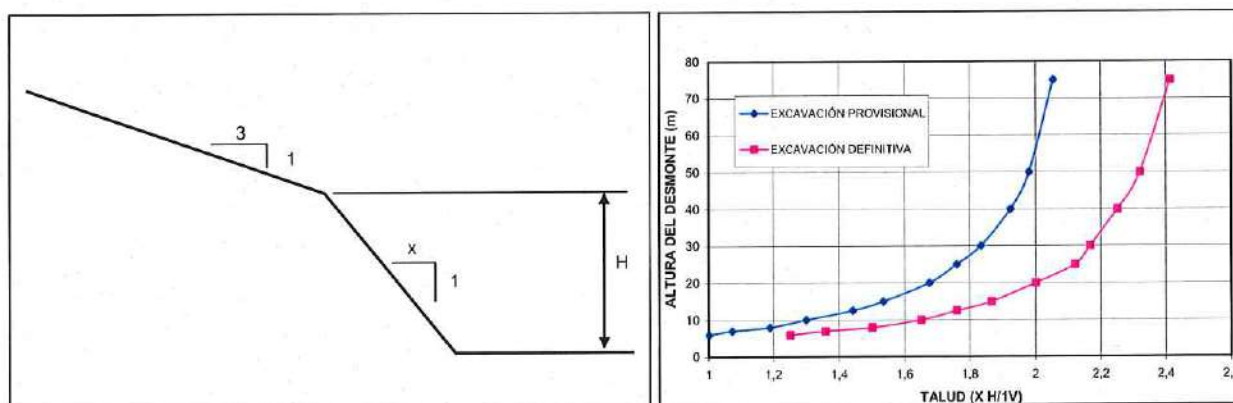 3
1
X
1
H
ALTURA DEL DESMONTE (m)
80
70
60
50
40
30
20
10
0
EXCAVACIÓN PROVISIONAL
EXCAVACIÓN DEFINITIVA
1 1,2 1,4 1,6 1,8 2 2,2 2,4
TALUD (X H/1V)